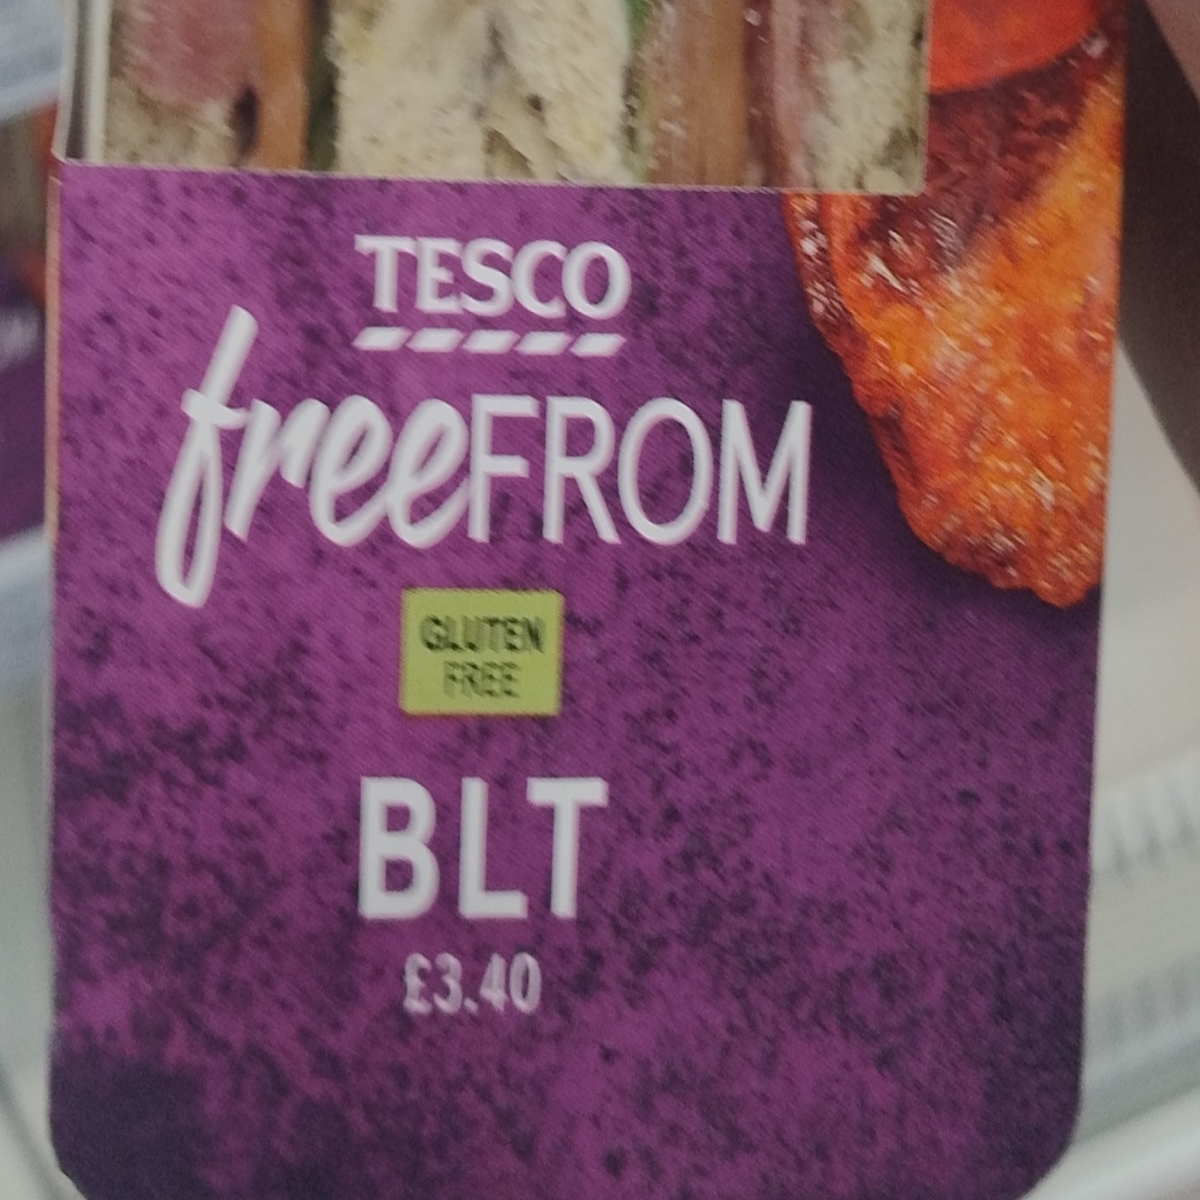 TESCO
freeFROM
GLUTEN
FREE
BLT
£3.40